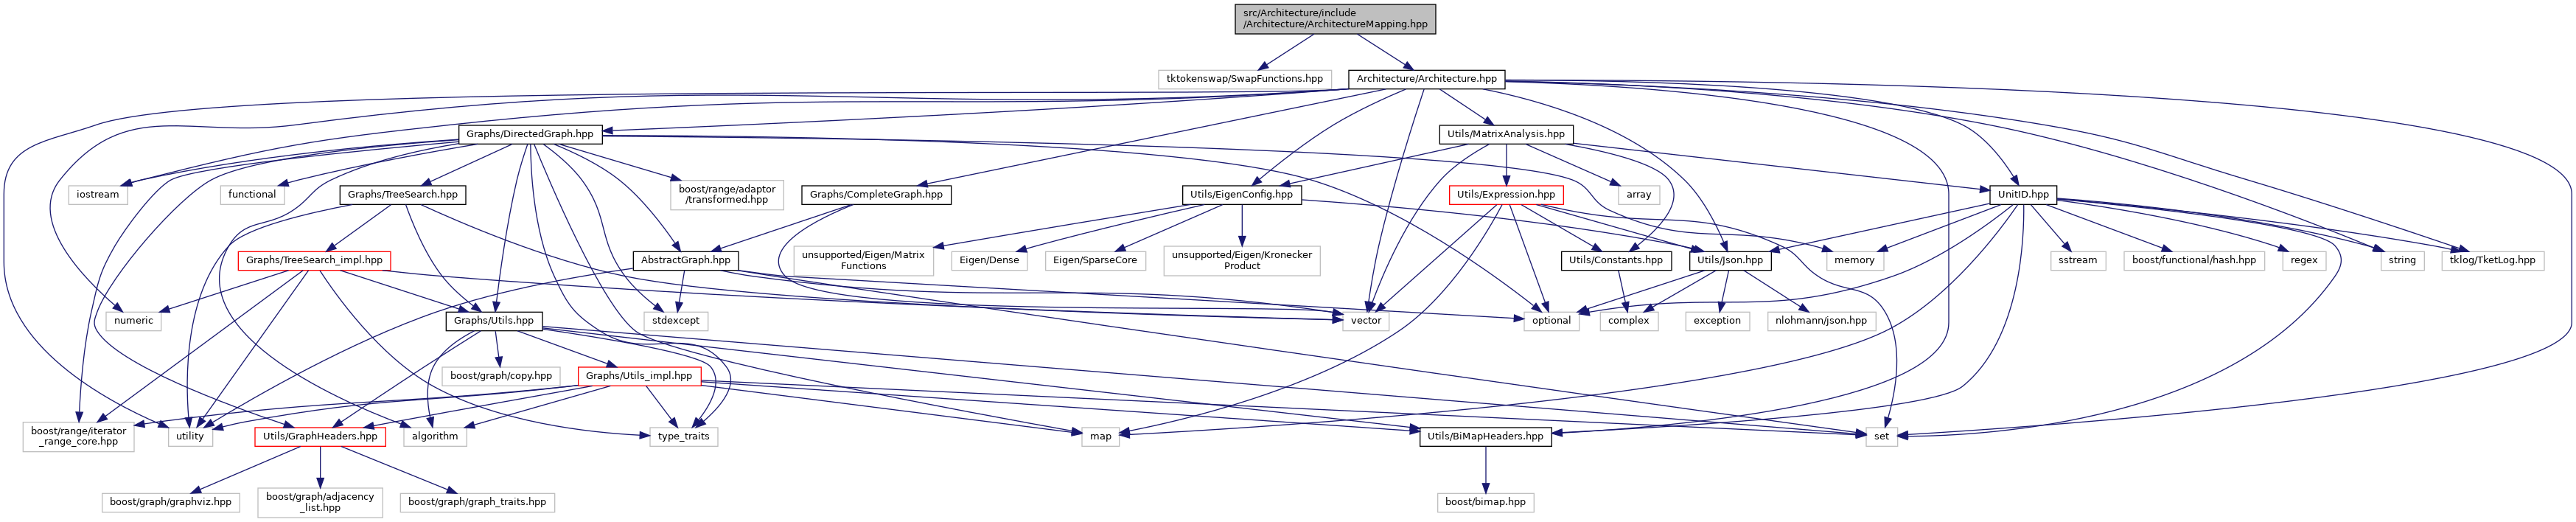 src/Architecture/include
/Architecture/ArchitectureMapping.hpp
tktokenswap/SwapFunctions.hpp
Architecture/Architecture.hpp
Graphs/DirectedGraph.hpp
Utils/MatrixAnalysis.hpp
iostream
functional
Graphs/TreeSearch.hpp
boost/range/adaptor
/transformed.hpp
Graphs/CompleteGraph.hpp
Utils/EigenConfig.hpp
Utils/Expression.hpp
array
UnitID.hpp
Graphs/TreeSearch_impl.hpp
AbstractGraph.hpp
unsupported/Eigen/Matrix
Functions
Eigen/Dense
Eigen/SparseCore
unsupported/Eigen/Kronecker
Product
Utils/Constants.hpp
Utils/Json.hpp
memory
sstream
boost/functional/hash.hpp
regex
string
tklog/TketLog.hpp
numeric
Graphs/Utils.hpp
stdexcept
vector
optional
complex
exception
nlohmann/json.hpp
boost/graph/copy.hpp
Graphs/Utils_impl.hpp
boost/range/iterator
_range_core.hpp
utility
Utils/GraphHeaders.hpp
algorithm
type_traits
map
Utils/BiMapHeaders.hpp
set
boost/graph/graphviz.hpp
boost/graph/adjacency
_list.hpp
boost/graph/graph_traits.hpp
boost/bimap.hpp